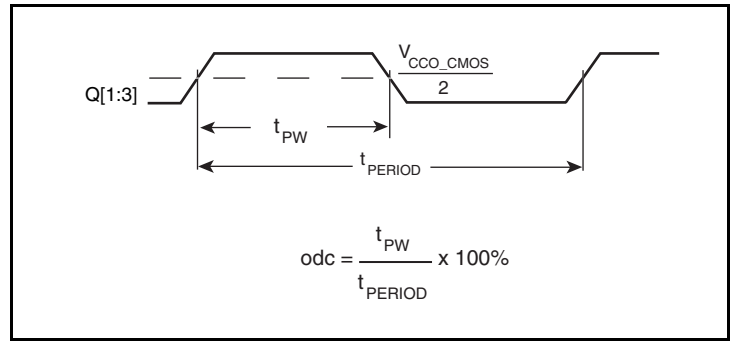 V_CCO_CMOS
2
Q[1:3]
t_PW
t_PERIOD
t_PW
odc = x 100%
t_PERIOD